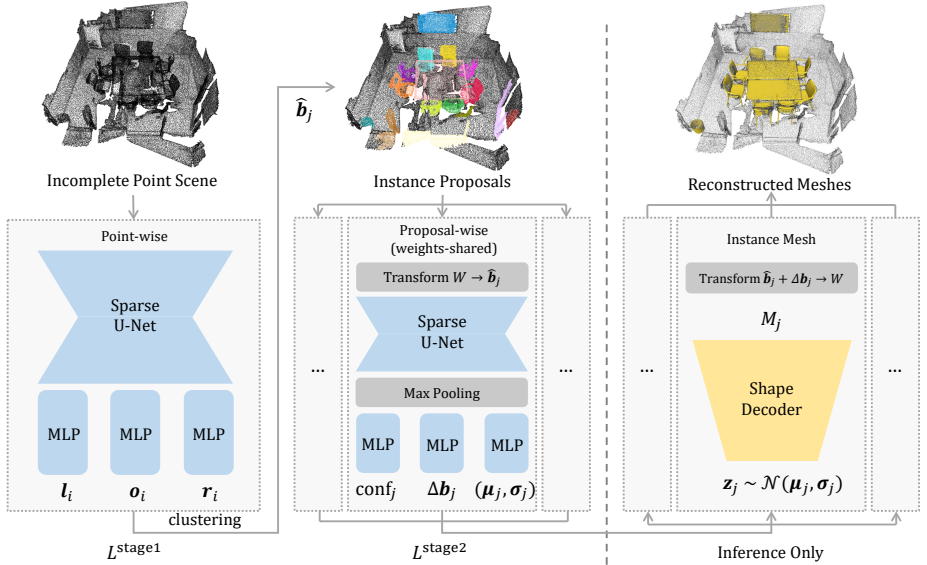 Incomplete Point Scene
Point-wise
Sparse
U-Net
MLP
MLP
MLP
l_i
o_i
r_i
clustering
L^stage1
b̂_j
Instance Proposals
Proposal-wise
(weights-shared)
Transform W → b̂_j
Sparse
U-Net
...
...
Max Pooling
MLP
MLP
MLP
conf_j
Δb_j
(μ_j, σ_j)
L^stage2
Reconstructed Meshes
Instance Mesh
Transform b̂_j + Δb_j → W
M_j
...
...
Shape
Decoder
z_j ~ 𝒩(μ_j, σ_j)
Inference Only